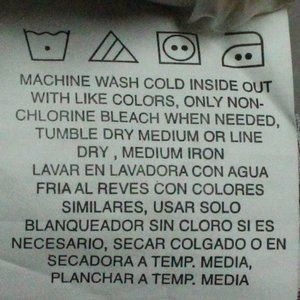 MACHINE WASH COLD INSIDE OUT
WITH LIKE COLORS, ONLY NON-
CHLORINE BLEACH WHEN NEEDED,
TUMBLE DRY MEDIUM OR LINE
DRY , MEDIUM IRON
LAVAR EN LAVADORA CON AGUA
FRIA AL REVES CON COLORES
SIMILARES, USAR SOLO
BLANQUEADOR SIN CLORO SI ES
NECESARIO, SECAR COLGADO O EN
SECADORA A TEMP. MEDIA,
PLANCHAR A TEMP. MEDIA